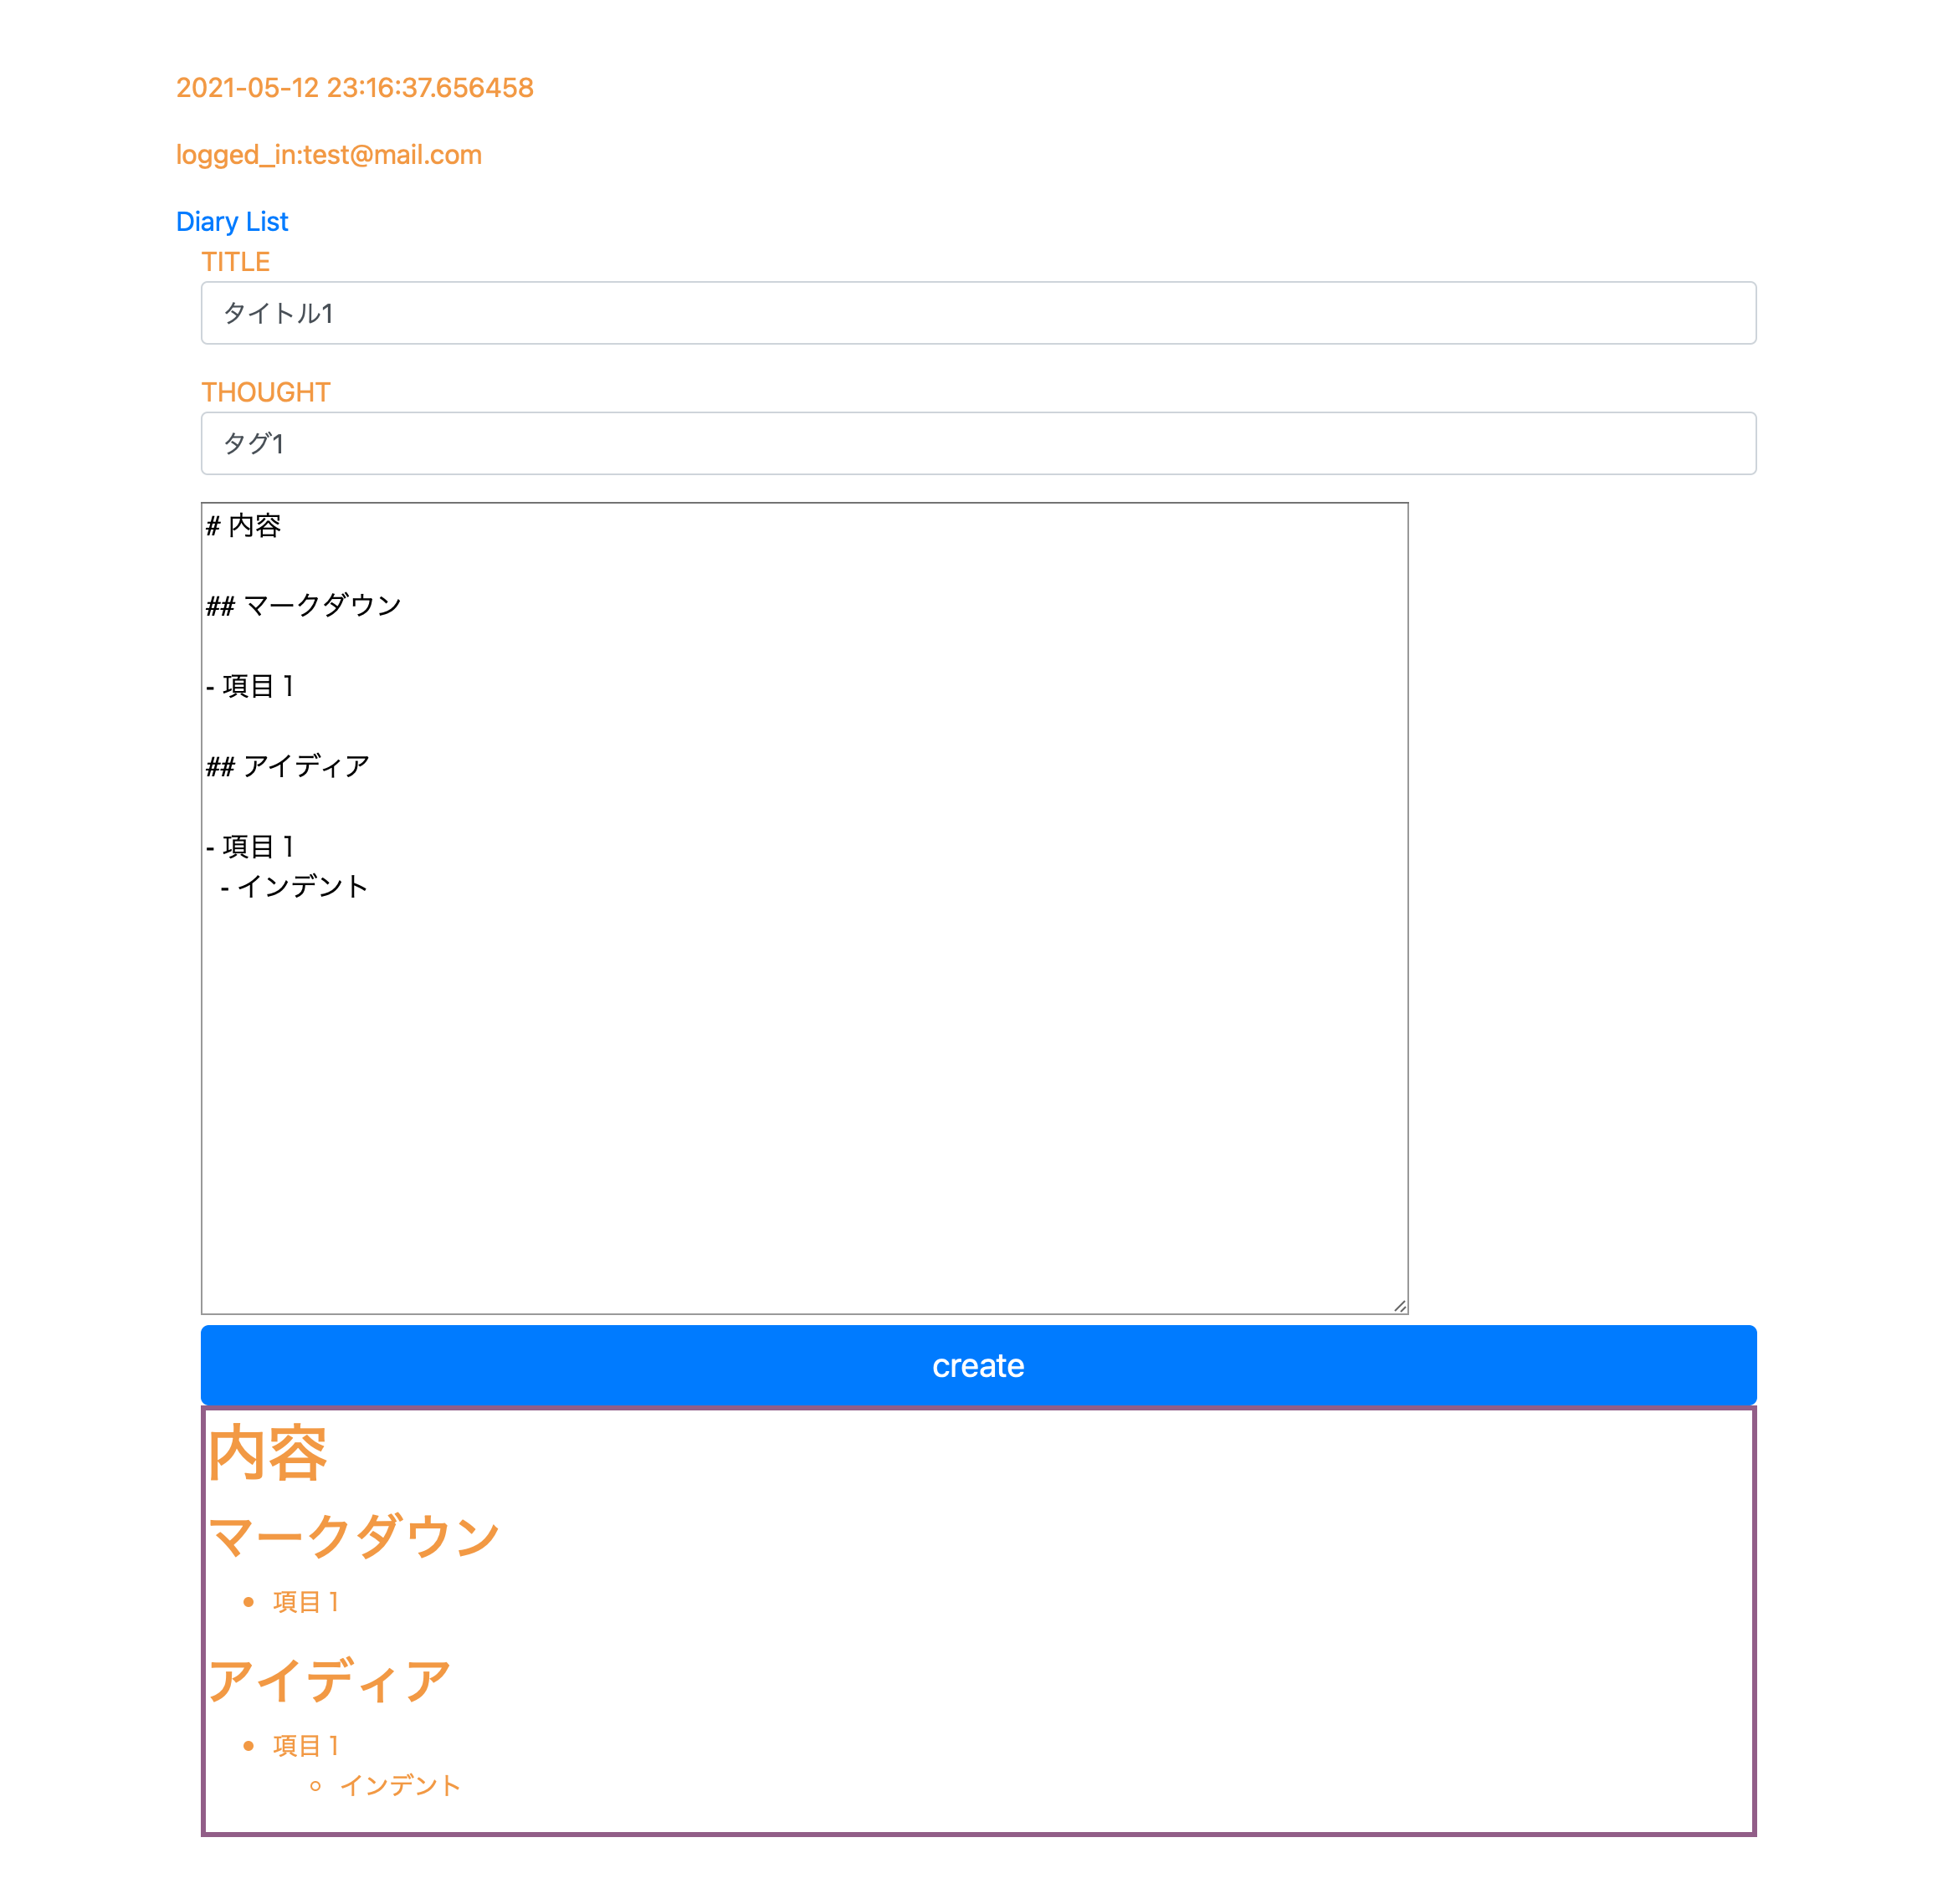 2021-05-12 23:16:37.656458
logged_in:test@mail.com
Diary List
TITLE
タイトル1
THOUGHT
タグ1
# 内容
## マークダウン
- 項目 1
## アイディア
- 項目 1
- インデント
create
内容
マークダウン
項目 1
アイディア
項目 1
インデント